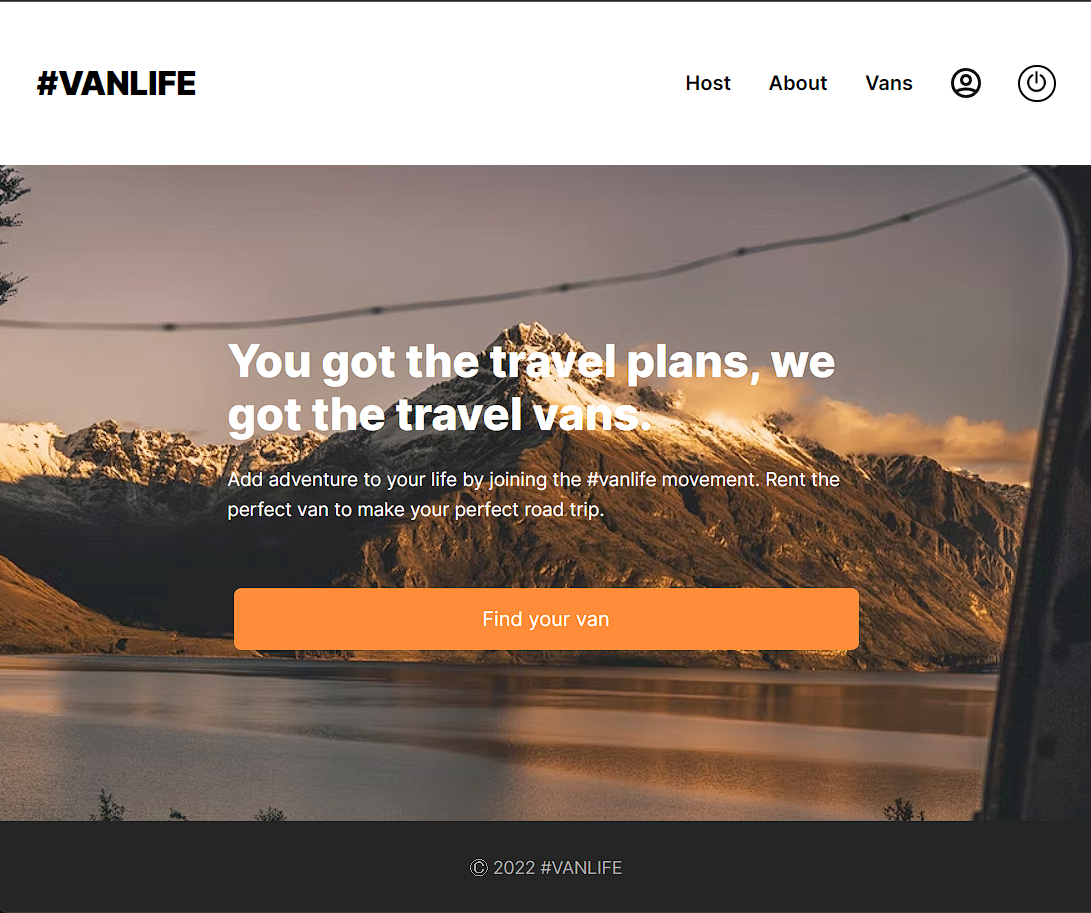 #VANLIFE
Host About Vans
You got the travel plans, we
got the travel vans.
Add adventure to your life by joining the #vanlife movement. Rent the
perfect van to make your perfect road trip.
Find your van
Ⓒ 2022 #VANLIFE